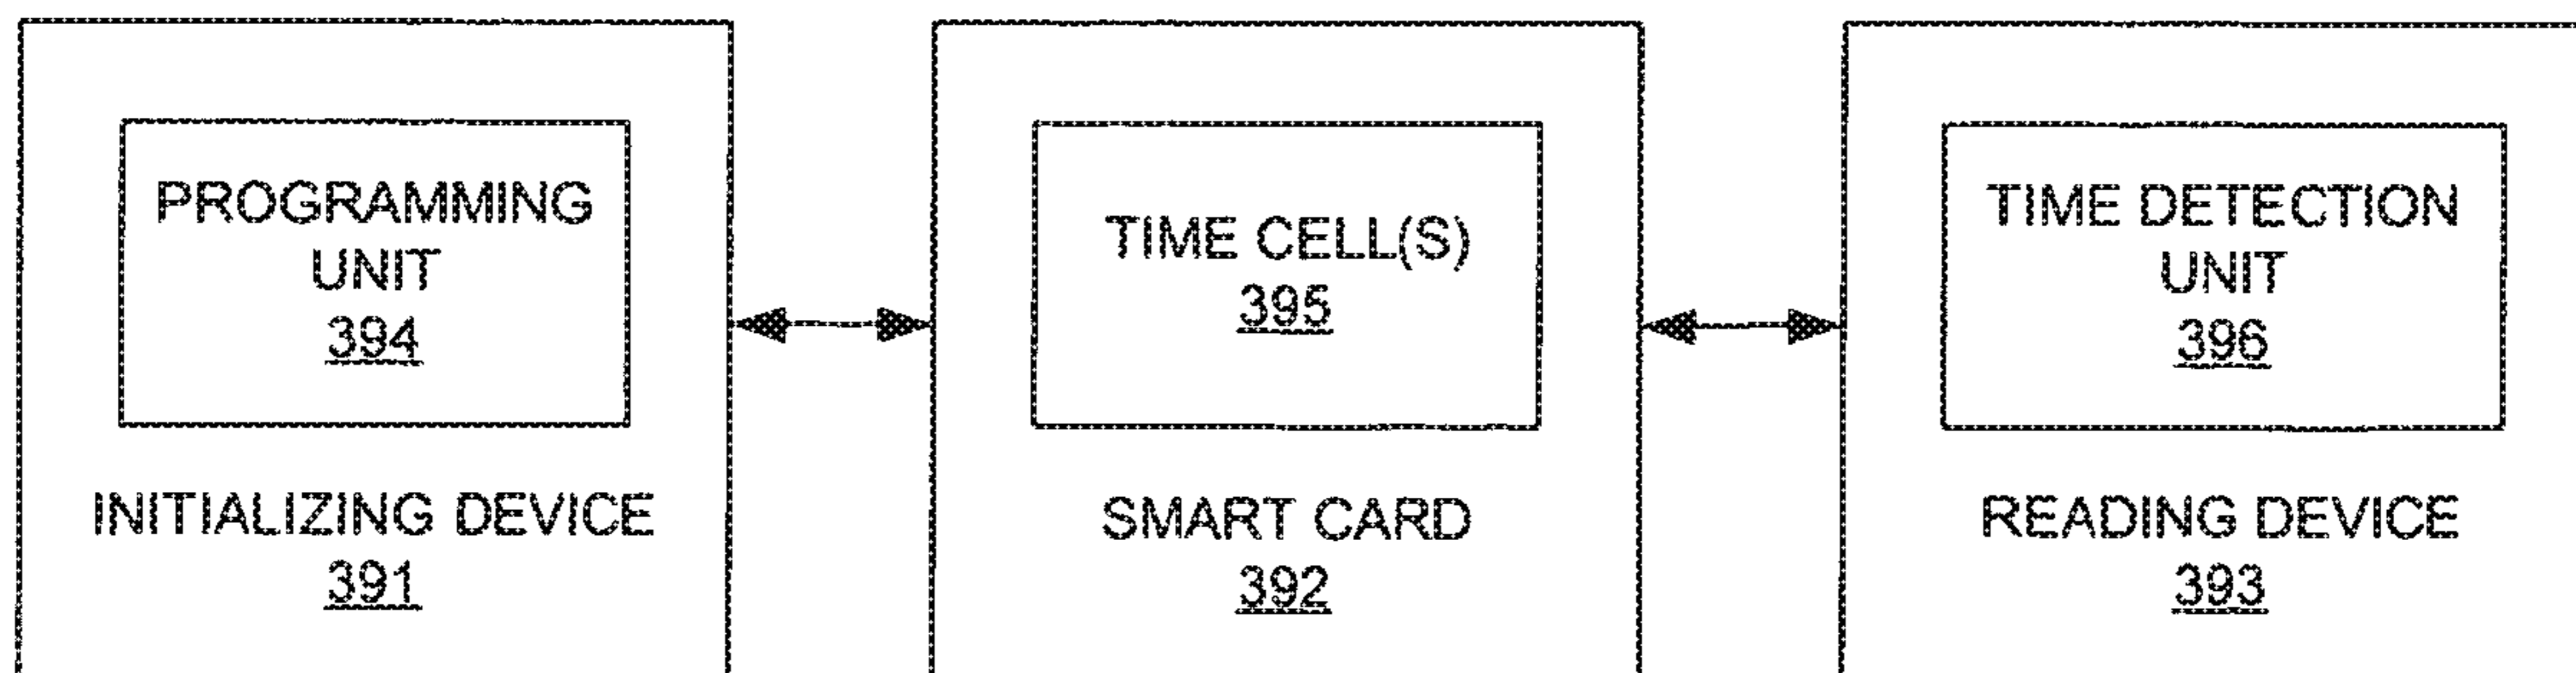 PROGRAMMING
UNIT
394
INITIALIZING DEVICE
391
TIME CELL(S)
395
SMART CARD
392
TIME DETECTION
UNIT
396
READING DEVICE
393